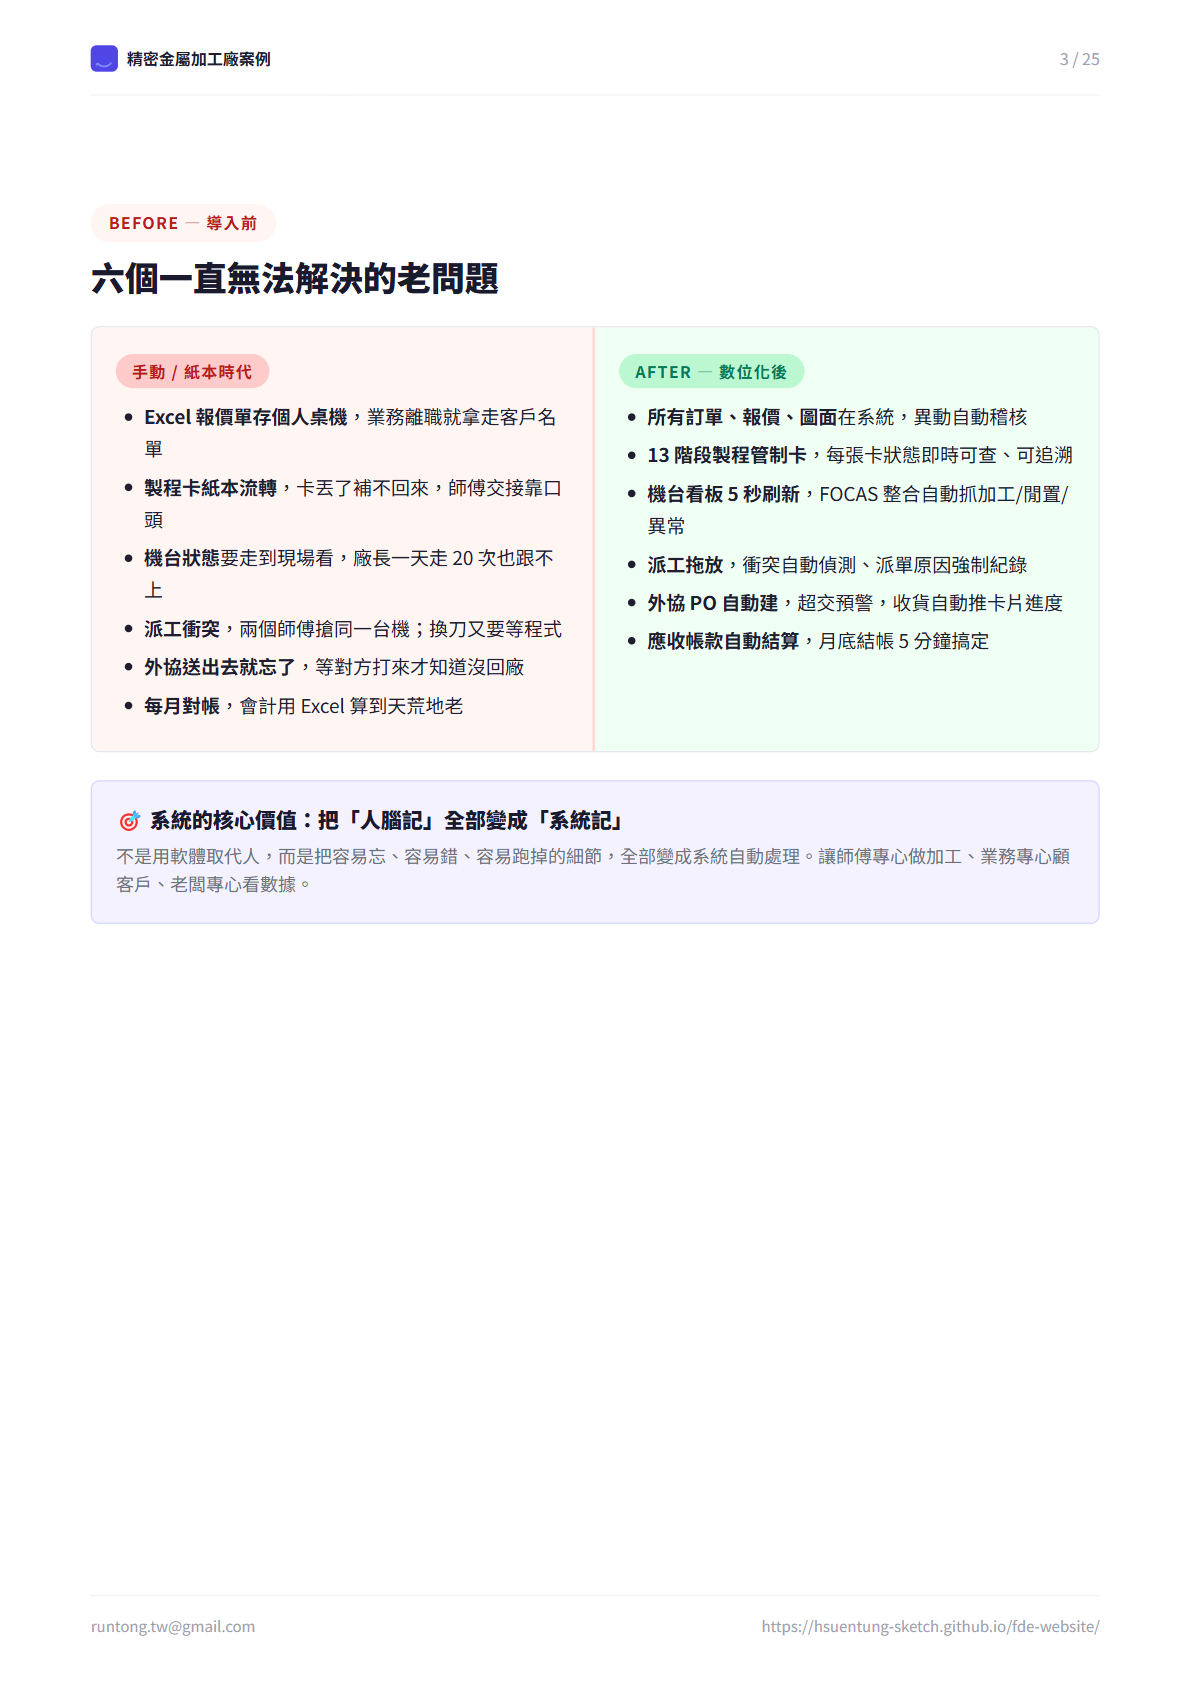 精密金屬加工廠案例
3 / 25
BEFORE — 導入前
六個一直無法解決的老問題
手動 / 紙本時代
• Excel 報價單存個人桌機，業務離職就拿走客戶名
單
• 製程卡紙本流轉，卡丟了補不回來，師傅交接靠口
頭
• 機台狀態要走到現場看，廠長一天走 20 次也跟不
上
• 派工衝突，兩個師傅搶同一台機；換刀又要等程式
• 外協送出去就忘了，等對方打來才知道沒回廠
• 每月對帳，會計用 Excel 算到天荒地老
AFTER — 數位化後
• 所有訂單、報價、圖面在系統，異動自動稽核
• 13 階段製程管制卡，每張卡狀態即時可查、可追溯
• 機台看板 5 秒刷新，FOCAS 整合自動抓加工/閒置/
異常
• 派工拖放，衝突自動偵測、派單原因強制紀錄
• 外協 PO 自動建，超交預警，收貨自動推卡片進度
• 應收帳款自動結算，月底結帳 5 分鐘搞定
🎯 系統的核心價值：把「人腦記」全部變成「系統記」
不是用軟體取代人，而是把容易忘、容易錯、容易跑掉的細節，全部變成系統自動處理。讓師傅專心做加工、業務專心顧
客戶、老闆專心看數據。
runtong.tw@gmail.com
https://hsuentung-sketch.github.io/fde-website/